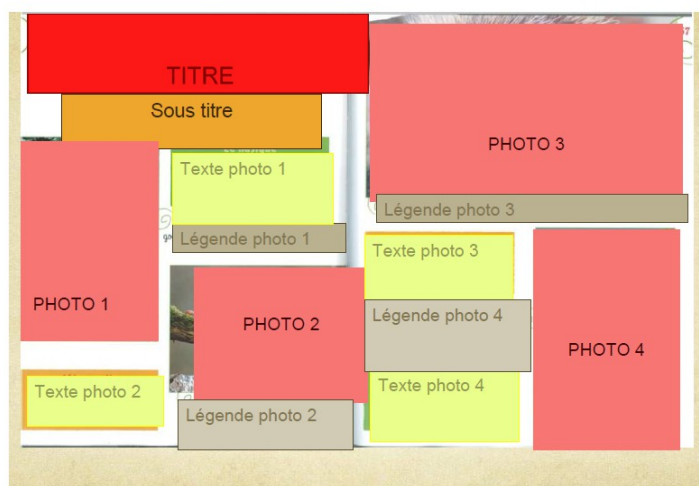 TITRE
Sous titre
Texte photo 1
Légende photo 1
PHOTO 1
PHOTO 2
Texte photo 2
Légende photo 2
PHOTO 3
Légende photo 3
Texte photo 3
Légende photo 4
Texte photo 4
PHOTO 4